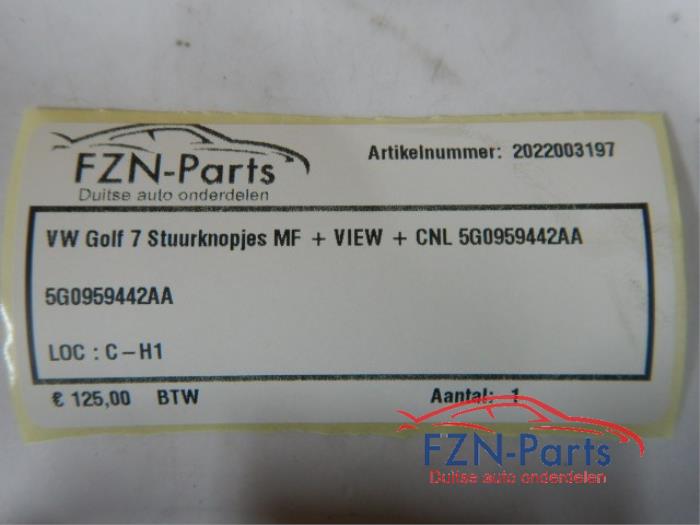 FZN-Parts
Duitse auto onderdelen
Artikelnummer: 2022003197
VW Golf 7 Stuurknopjes MF + VIEW + CNL 5G0959442AA
5G0959442AA
LOC : C-H1
€ 125,00 BTW
Aantal: 1
FZN-Parts
Duitse auto onderdelen